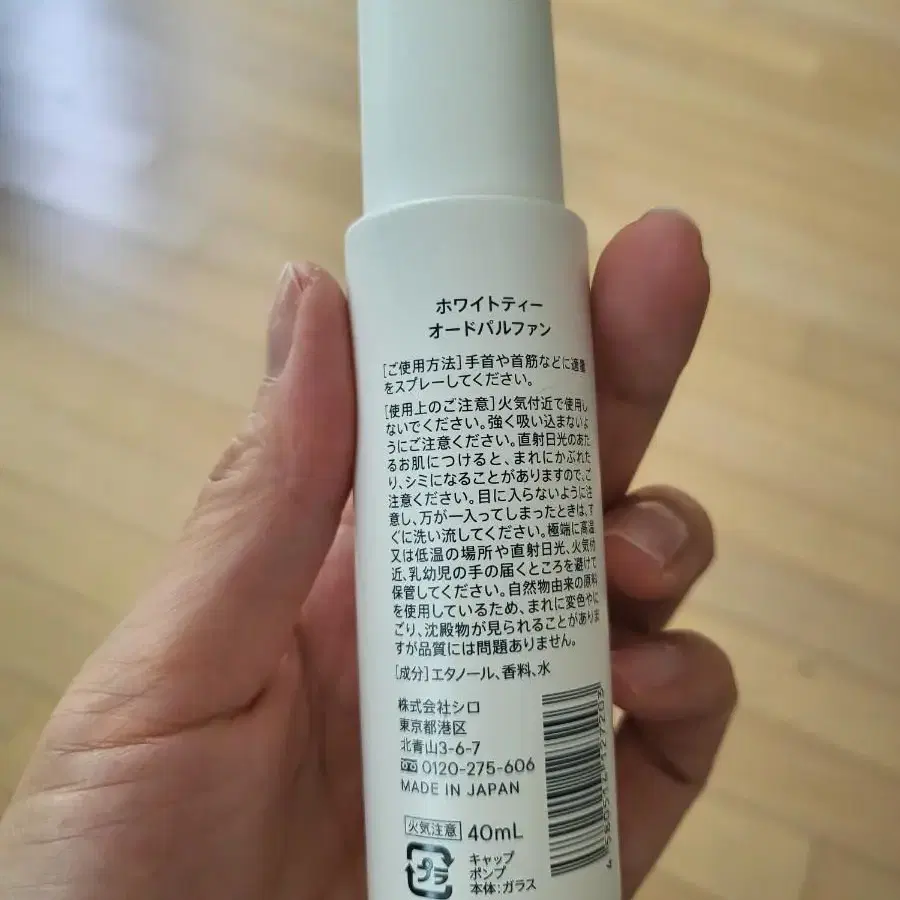 ホワイトティー
オードパルファン
[ご使用方法]手首や首筋などに適量
をスプレーしてください。
[使用上のご注意]火気付近で使用し
ないでください。強く吸い込まないよ
うにご注意ください。直射日光のあた
るお肌につけると、まれにかぶれた
り、シミになることがありますので、ご
注意ください。目に入らないように注
意し、万が一入ってしまったときは、す
ぐに洗い流してください。極端に高温
又は低温の場所や直射日光、火気付
近、乳幼児の手の届くところを避けて
保管してください。自然物由来の原料
を使用しているため、まれに変色やに
ごり、沈殿物が見られることがありま
すが品質には問題ありません。
[成分]エタノール、香料、水
株式会社シロ
東京都港区
北青山3-6-7
0120-275-606
MADE IN JAPAN
火気注意 40mL
プラ
キャップ
ポンプ
本体:ガラス